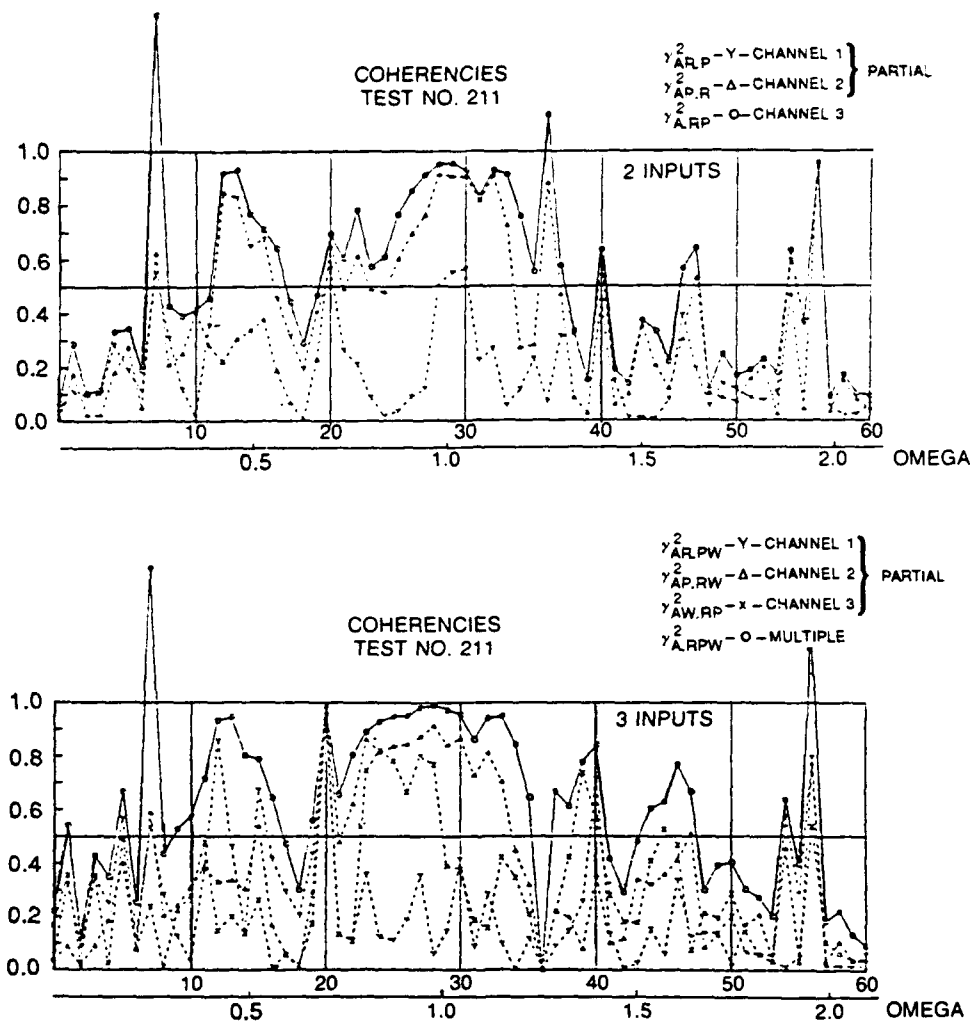 COHERENCIES
TEST NO. 211
γ²AR.P – Y – CHANNEL 1
γ²AP.R – Δ – CHANNEL 2
PARTIAL
γ²A.RP – O – CHANNEL 3
2 INPUTS
1.0
0.8
0.6
0.4
0.2
0.0
10 20 30 40 50 60
0.5 1.0 1.5 2.0 OMEGA
γ²AR.PW – Y – CHANNEL 1
γ²AP.RW – Δ – CHANNEL 2
PARTIAL
γ²AW.RP – x – CHANNEL 3
γ²A.RPW – O – MULTIPLE
COHERENCIES
TEST NO. 211
3 INPUTS
1.0
0.8
0.6
0.4
0.2
0.0
10 20 30 40 50 60
0.5 1.0 1.5 2.0 OMEGA